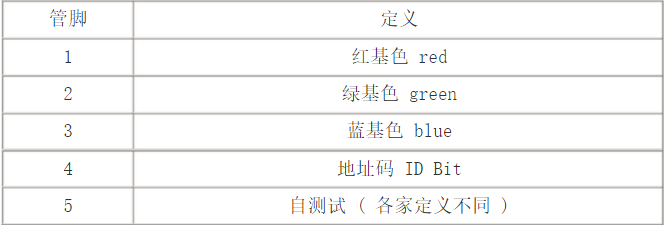 管脚 定义
1 红基色 red
2 绿基色 green
3 蓝基色 blue
4 地址码 ID Bit
5 自测试 ( 各家定义不同 )